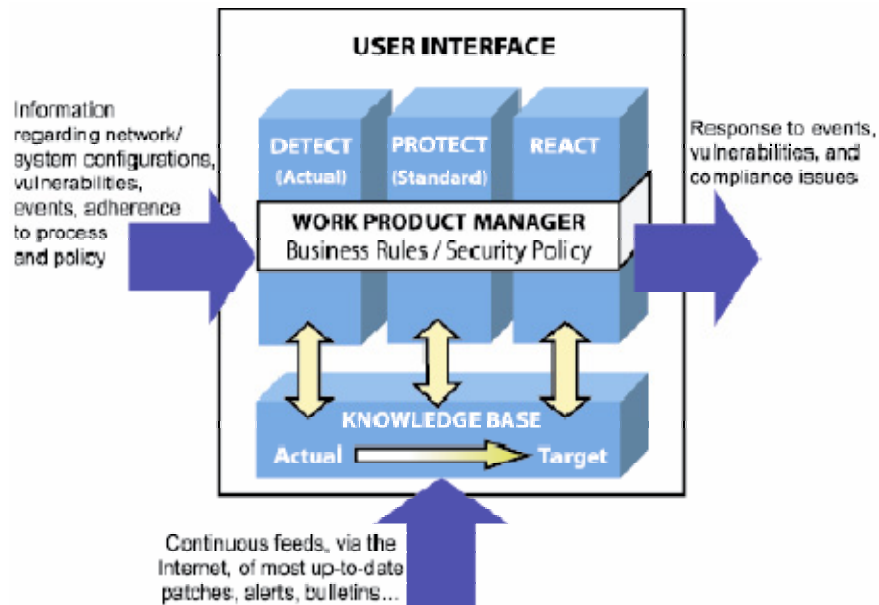 USER INTERFACE
Information
regarding network/
system configurations,
vulnerabilities,
events, adherence
to process
and policy
DETECT
(Actual)
PROTECT
(Standard)
REACT
WORK PRODUCT MANAGER
Business Rules / Security Policy
Response to events,
vulnerabilities, and
compliance issues
KNOWLEDGE BASE
Actual
Target
Continuous feeds, via the
Internet, of most up-to-date
patches, alerts, bulletins...